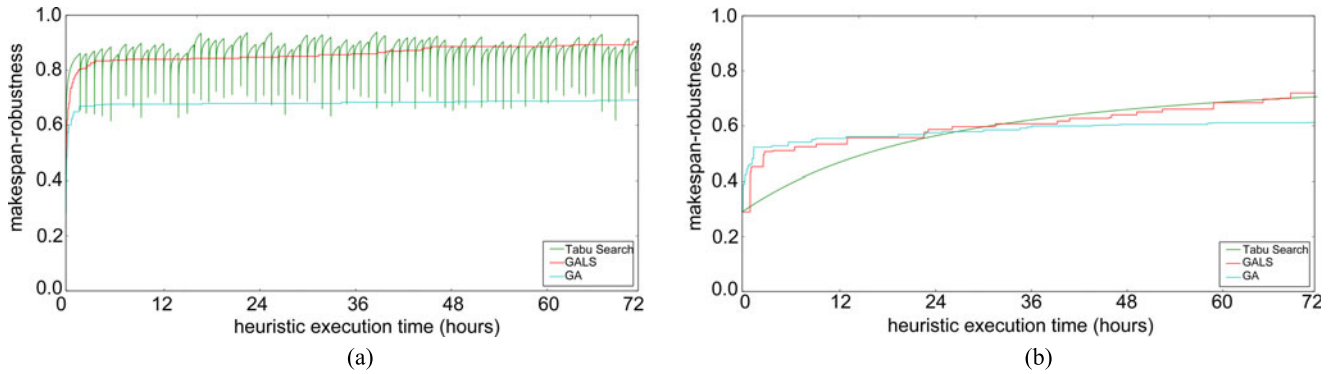 1.0
0.8
0.6
0.4
0.2
0.0
makespan-robustness
0 12 24 36 48 60 72
heuristic execution time (hours)
Tabu Search
GALS
GA
(a)
1.0
0.8
0.6
0.4
0.2
0.0
makespan-robustness
0 12 24 36 48 60 72
heuristic execution time (hours)
Tabu Search
GALS
GA
(b)